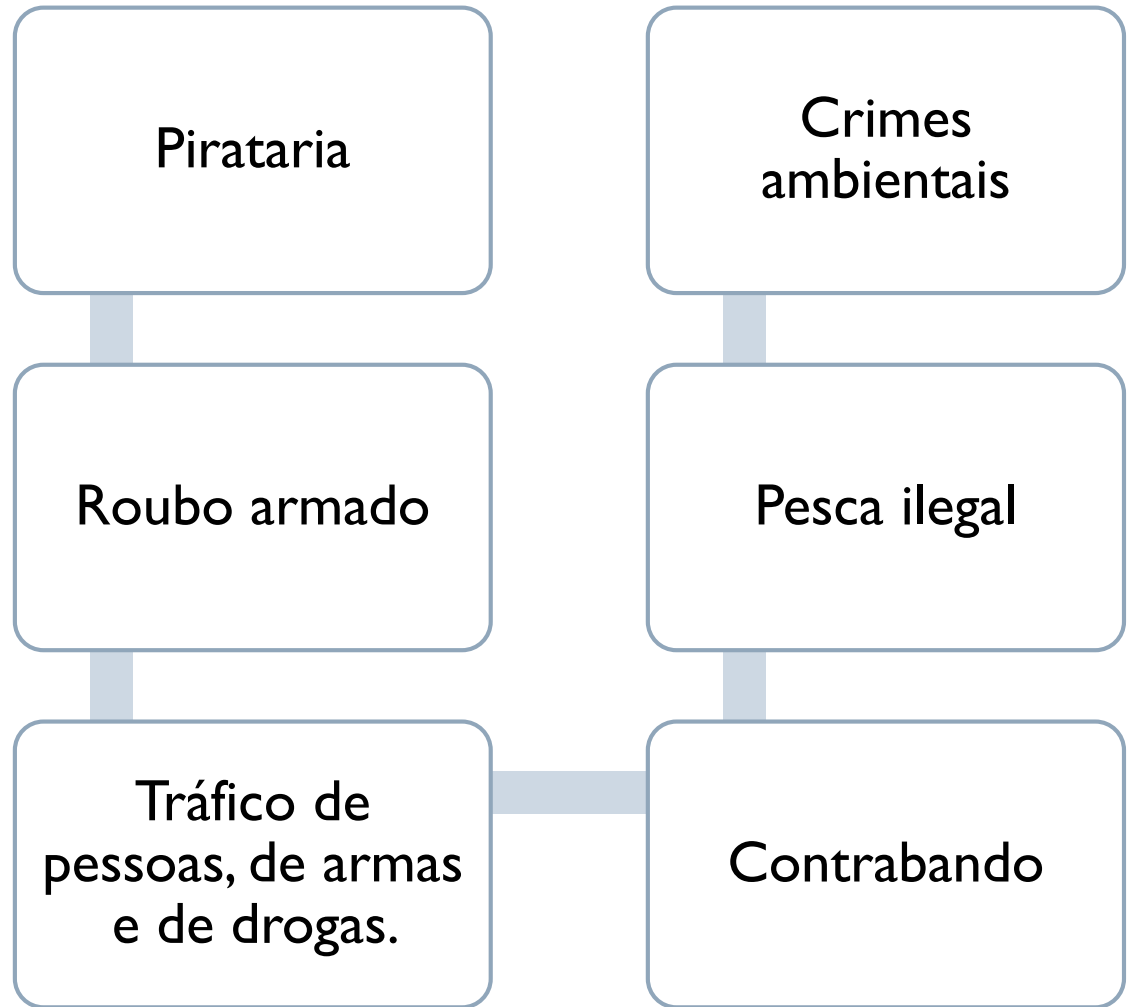 Pirataria
Roubo armado
Tráfico de
pessoas, de armas
e de drogas.
Contrabando
Pesca ilegal
Crimes
ambientais